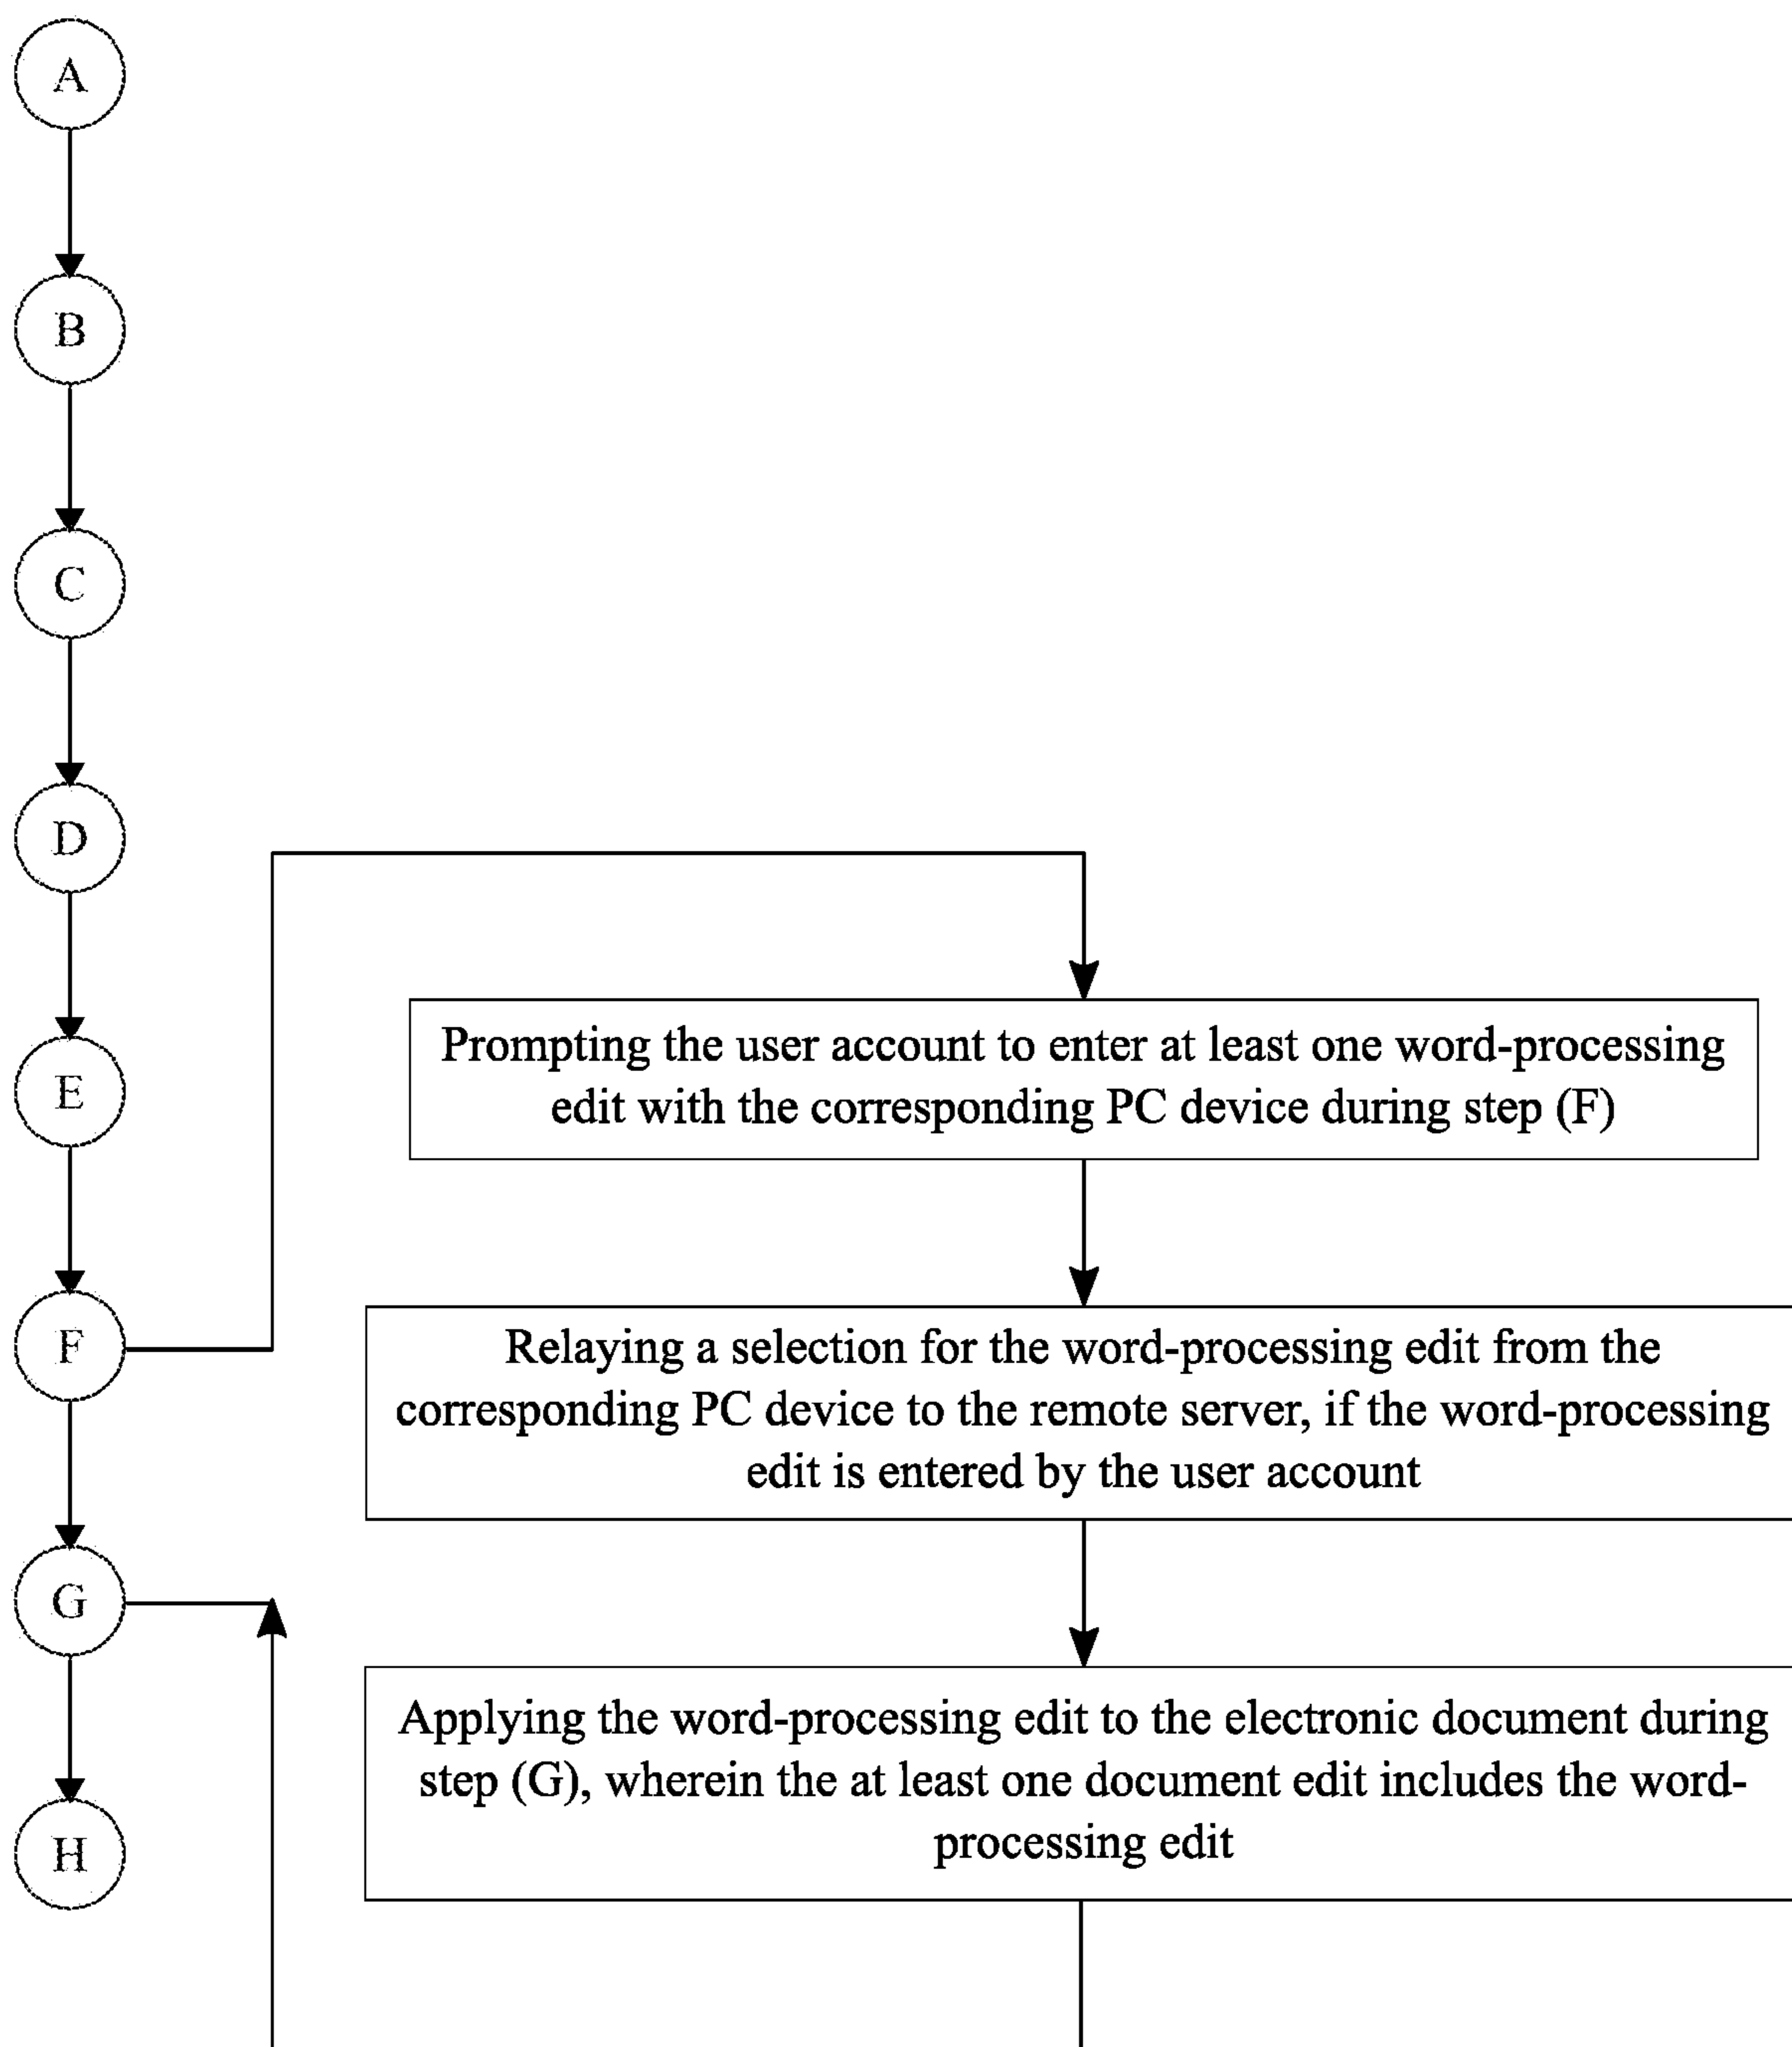 A
B
C
D
E
F
G
H
Prompting the user account to enter at least one word-processing
edit with the corresponding PC device during step (F)
Relaying a selection for the word-processing edit from the
corresponding PC device to the remote server, if the word-processing
edit is entered by the user account
Applying the word-processing edit to the electronic document during
step (G), wherein the at least one document edit includes the word-
processing edit